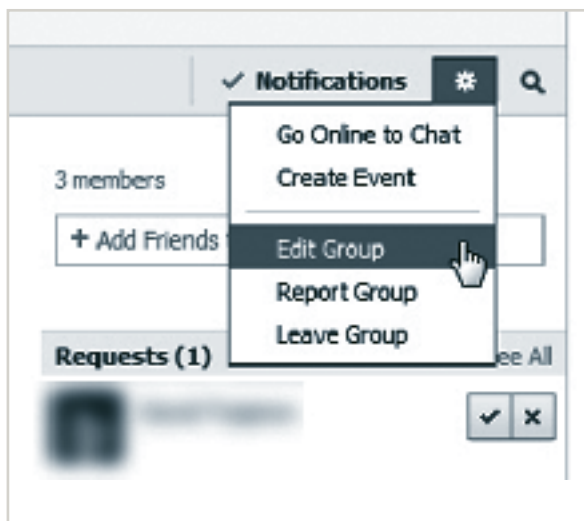 ✓ Notifications
Go Online to Chat
3 members
Create Event
+ Add Friends
Edit Group
Report Group
Leave Group
Requests (1)
ee All